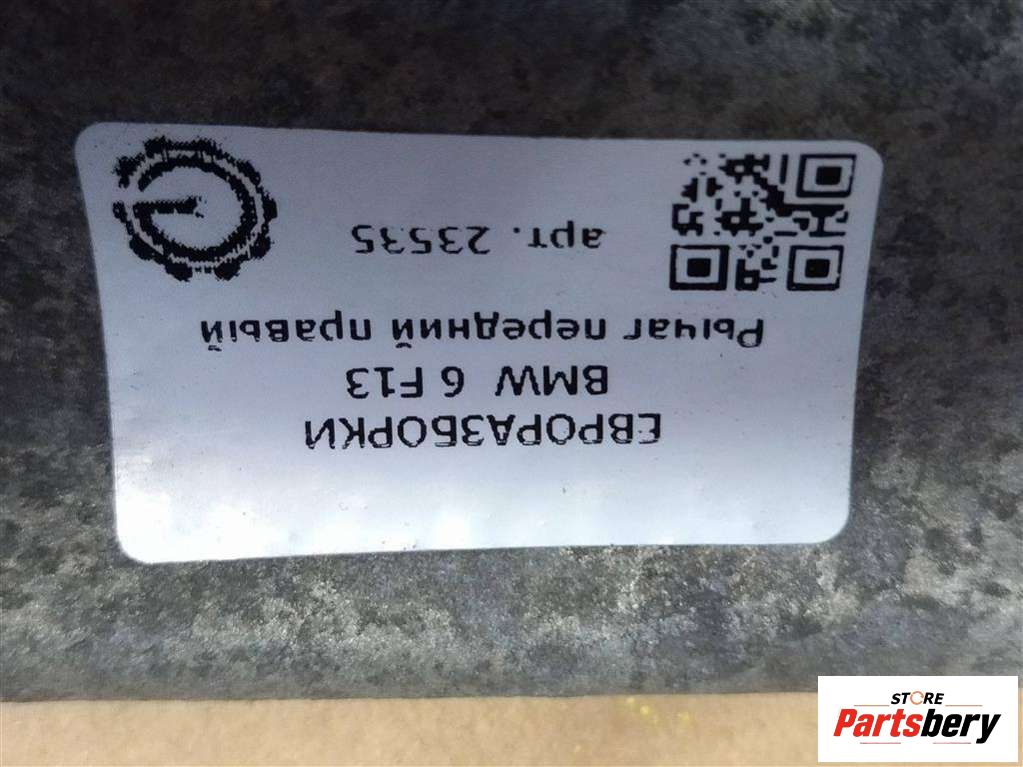 ЕВРОРАЗБОРКИ
BMW 6 F13
Рычаг передний правый
арт. 23535
STORE
Partsbery